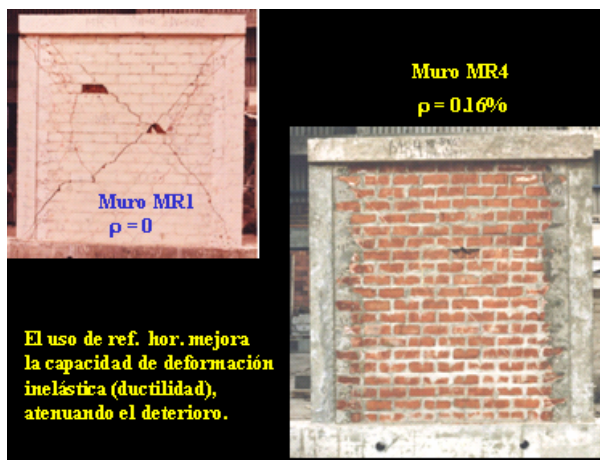 Muro MR1
ρ = 0
Muro MR4
ρ = 0.16%
El uso de ref. hor. mejora
la capacidad de deformación
inelástica (ductilidad),
atenuando el deterioro.